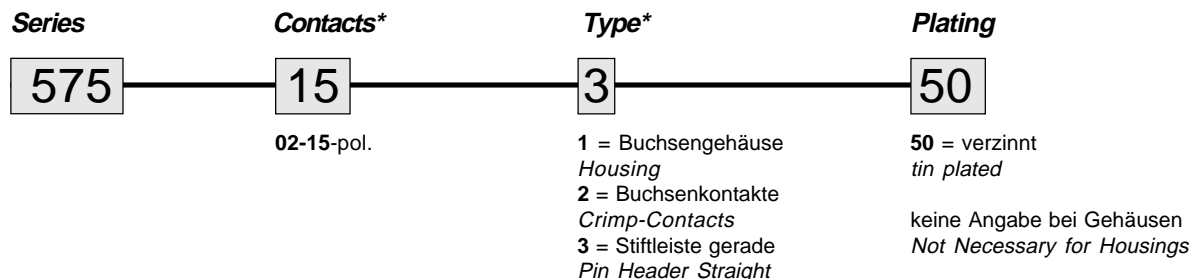 Series Contacts* Type* Plating
575 15 3 50
02-15-pol.
1 = Buchsengehäuse
Housing
2 = Buchsenkontakte
Crimp-Contacts
3 = Stiftleiste gerade
Pin Header Straight
50 = verzinnt
tin plated
keine Angabe bei Gehäusen
Not Necessary for Housings